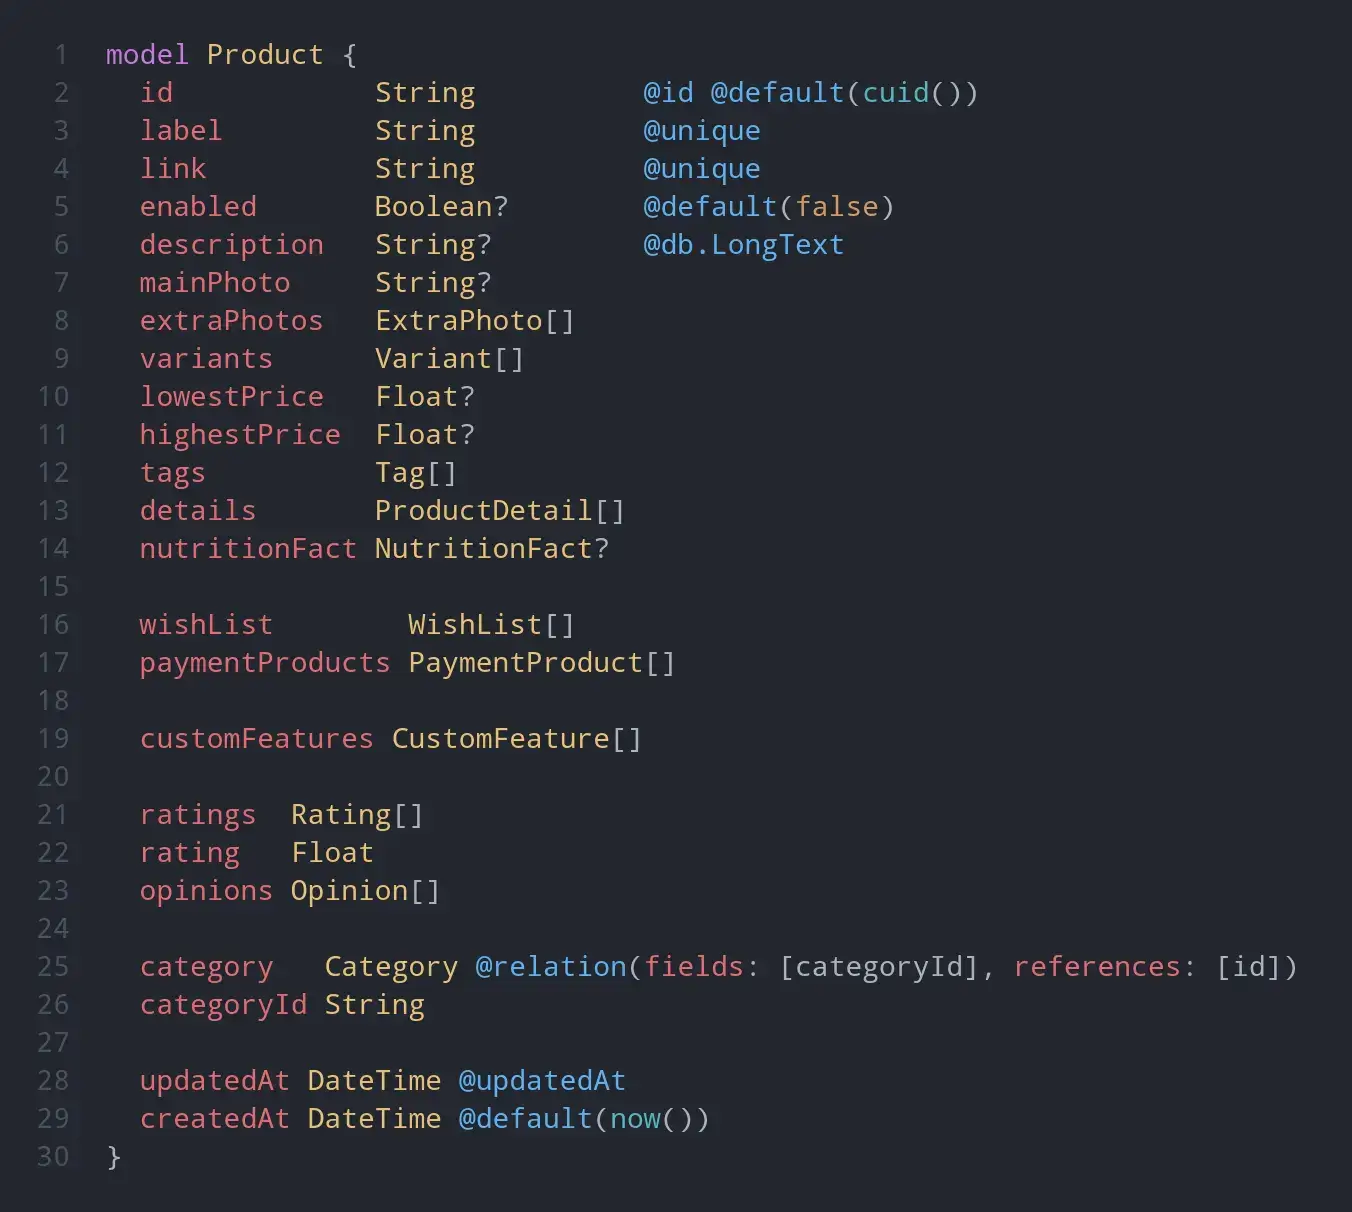 1 model Product {
2   id            String          @id @default(cuid())
3   label         String          @unique
4   link          String          @unique
5   enabled       Boolean?        @default(false)
6   description   String?         @db.LongText
7   mainPhoto     String?
8   extraPhotos   ExtraPhoto[]
9   variants      Variant[]
10   lowestPrice   Float?
11   highestPrice  Float?
12   tags          Tag[]
13   details       ProductDetail[]
14   nutritionFact NutritionFact?
15
16   wishList        WishList[]
17   paymentProducts PaymentProduct[]
18
19   customFeatures CustomFeature[]
20
21   ratings  Rating[]
22   rating   Float
23   opinions Opinion[]
24
25   category   Category @relation(fields: [categoryId], references: [id])
26   categoryId String
27
28   updatedAt DateTime @updatedAt
29   createdAt DateTime @default(now())
30 }